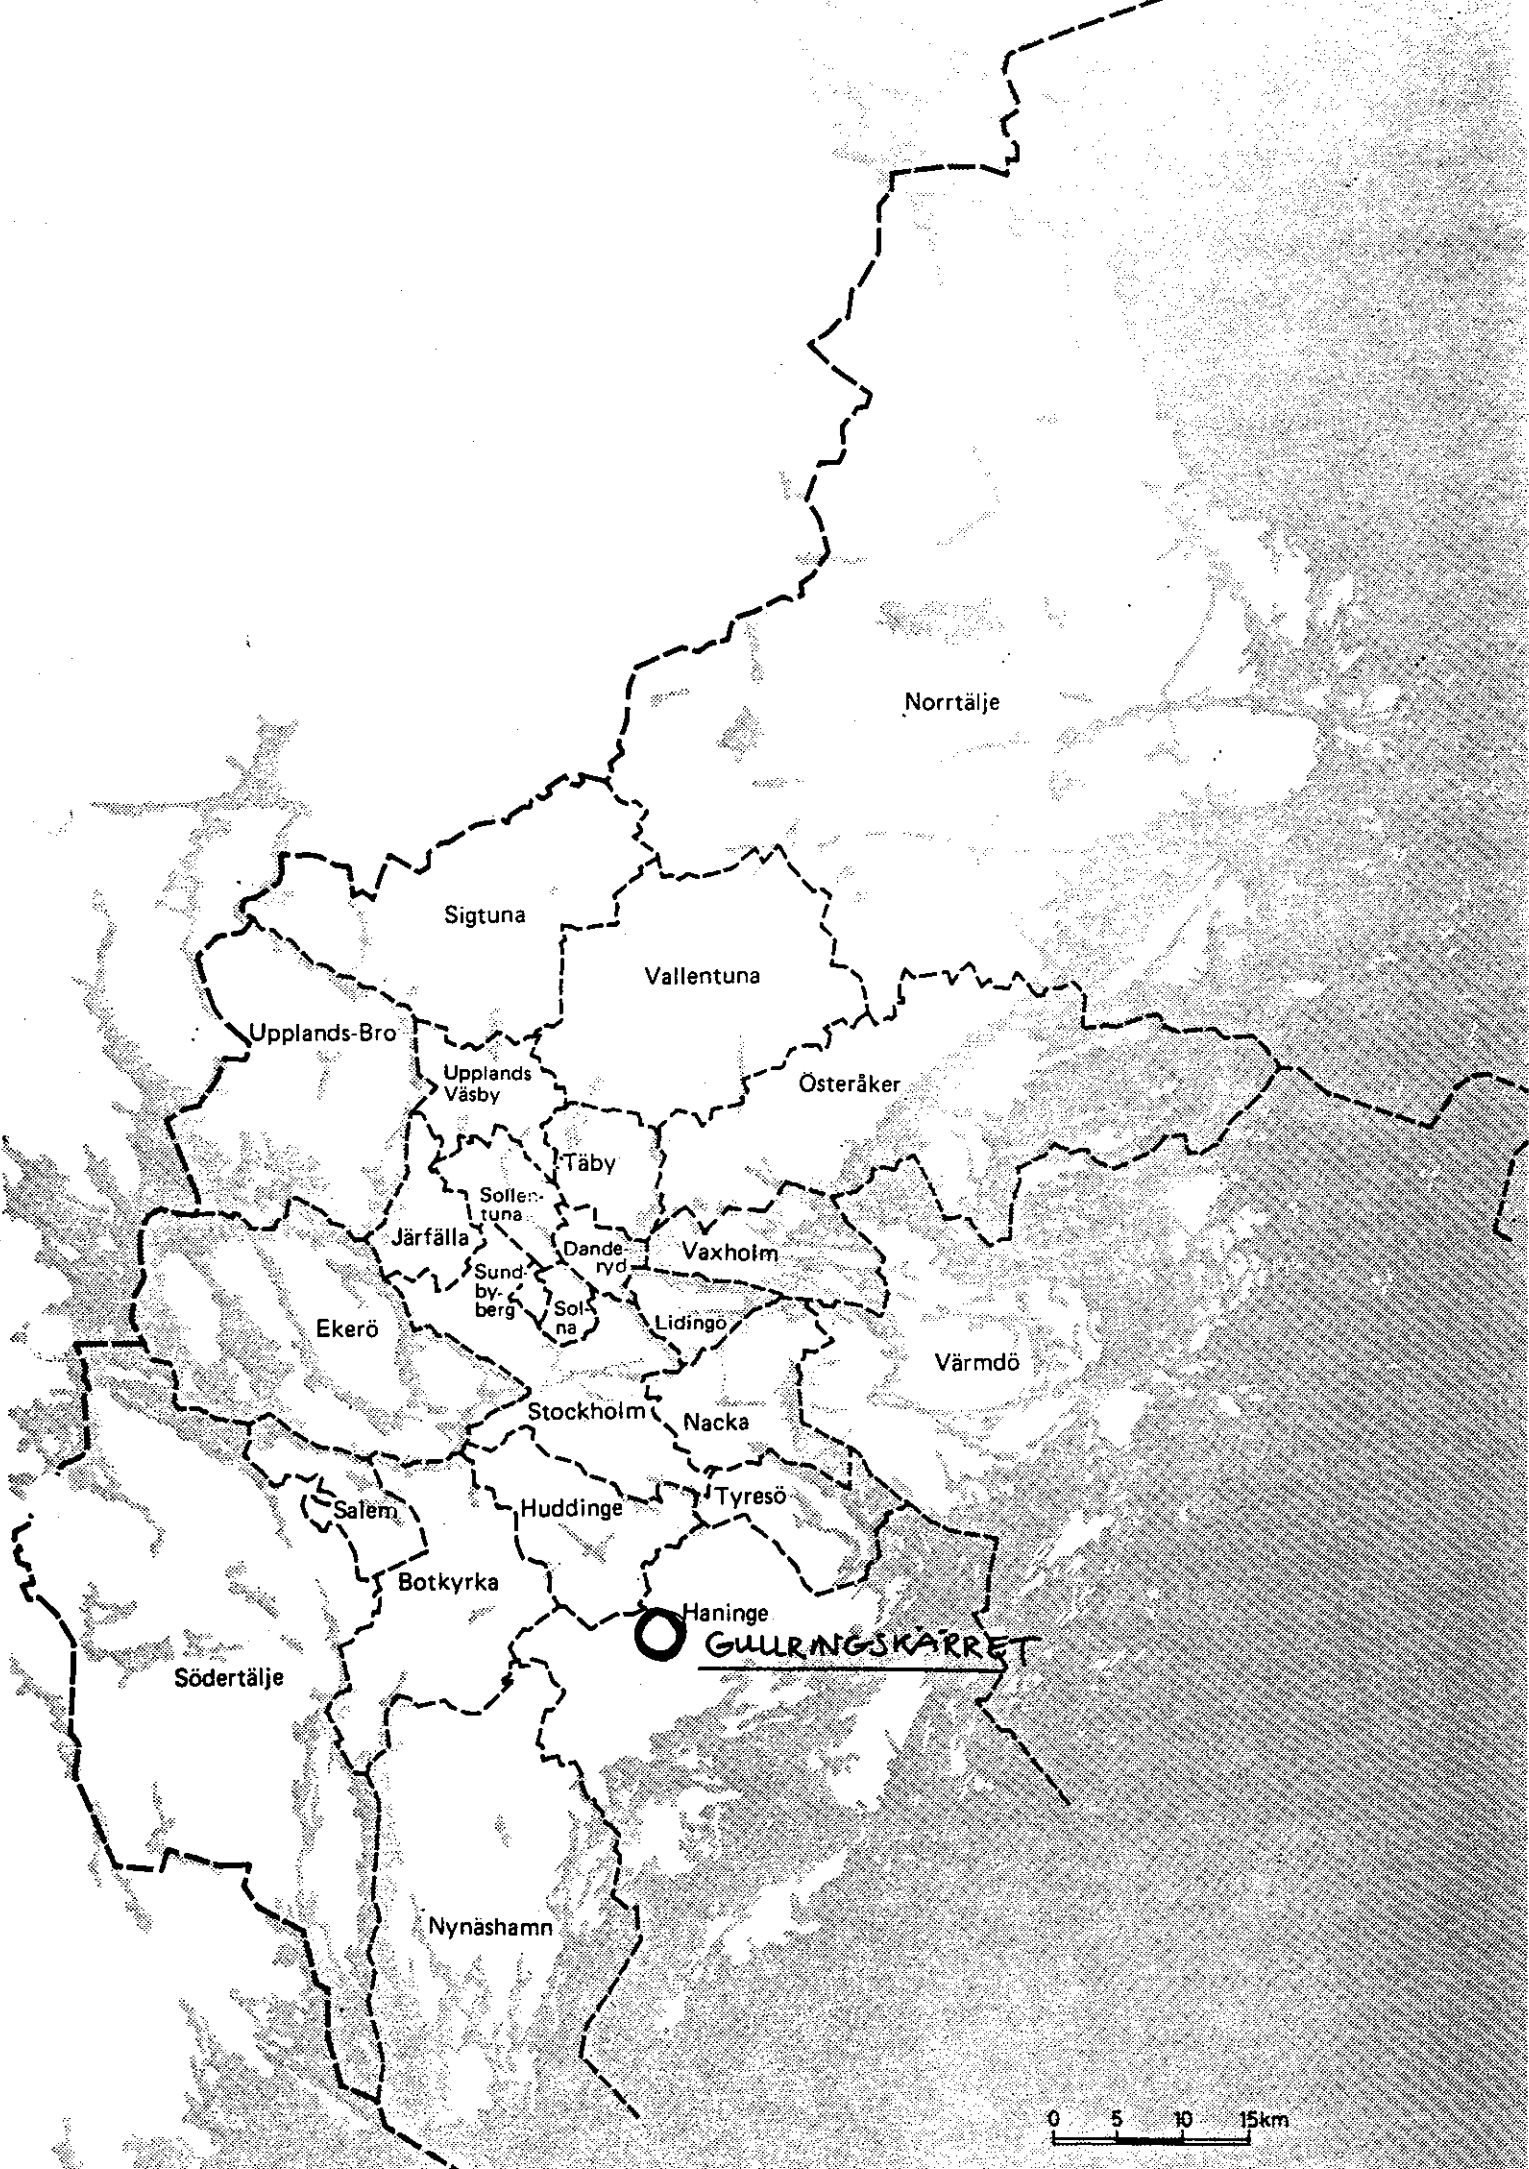 Norrtälje
Sigtuna
Vallentuna
Upplands-Bro
Upplands
Väsby
Österåker
Täby
Sollen-
tuna
Järfälla
Dande-
ryd
Vaxholm
Sund-
by-
berg
Sol-
na
Lidingö
Ekerö
Värmdö
Stockholm
Nacka
Tyresö
Huddinge
Salem
Botkyrka
Haninge
GULLRINGSKÄRRET
Södertälje
Nynäshamn
0 5 10 15km